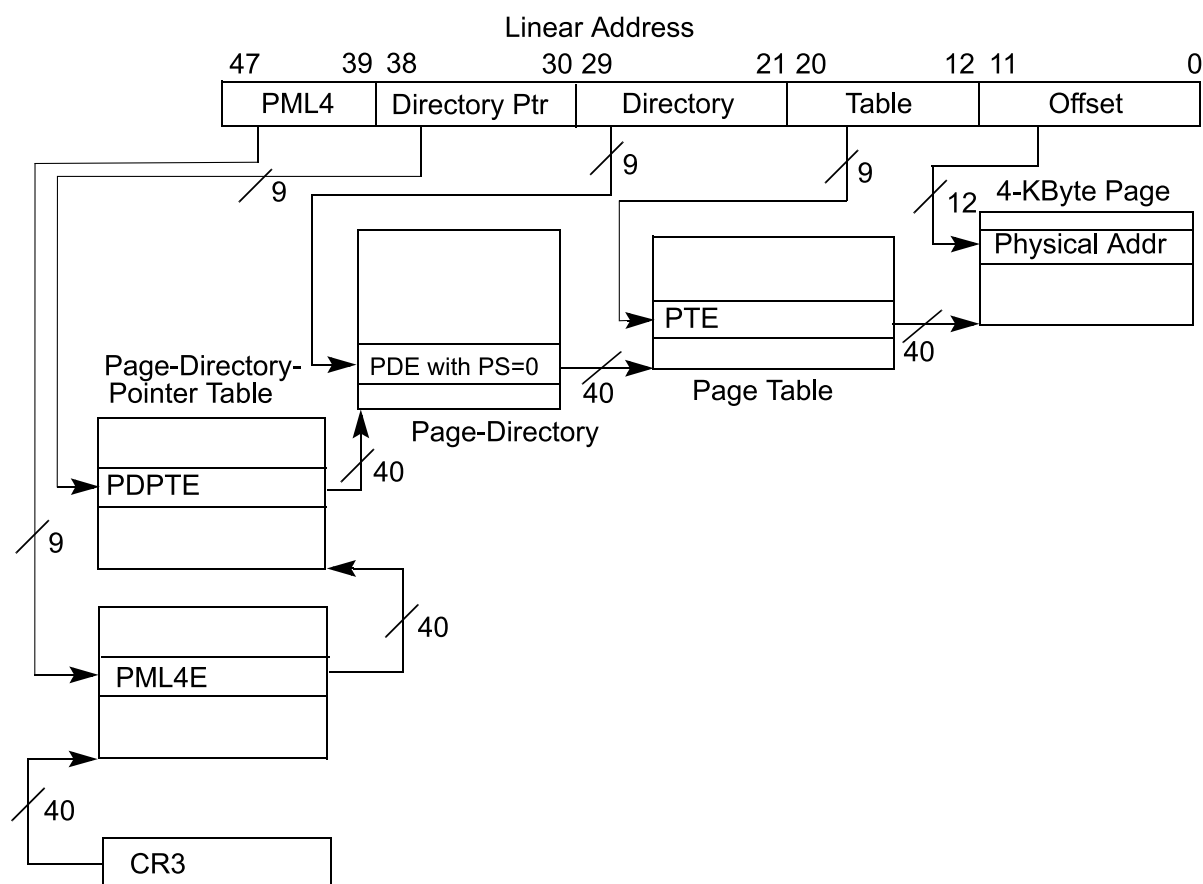 Linear Address
47 39 38 30 29 21 20 12 11 0
PML4 Directory Ptr Directory Table Offset
9
9
9
12
4-KByte Page
Physical Addr
PTE
40
Page Table
PDE with PS=0
40
Page-Directory
Page-Directory-
Pointer Table
40
PDPTE
9
40
PML4E
40
CR3